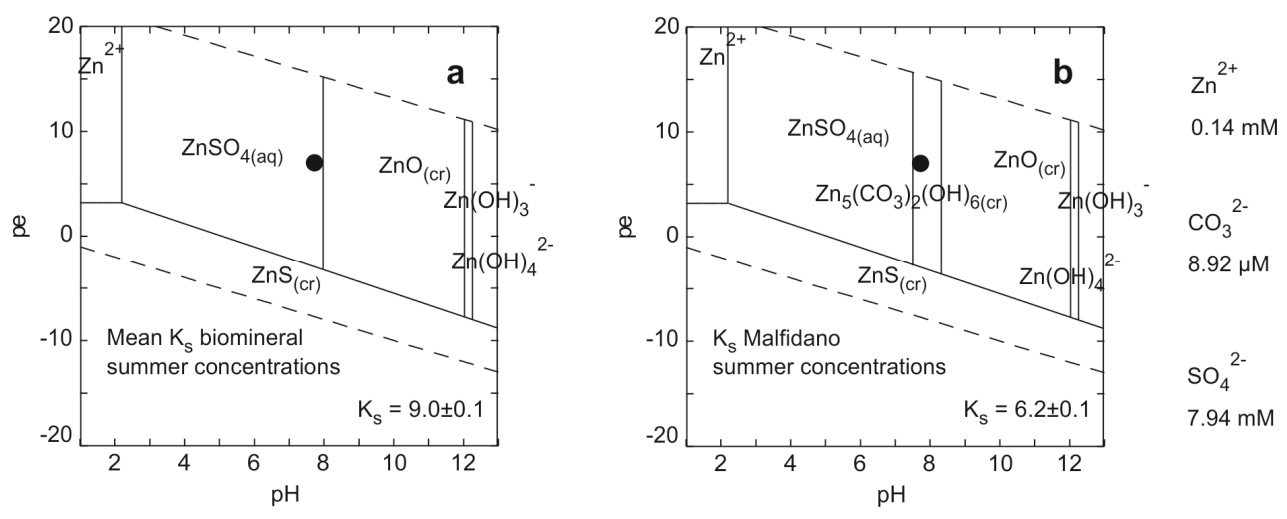 20
10
0
-10
-20
pe
Zn²⁺
a
ZnSO₄₍aq₎
ZnO₍cr₎
Zn(OH)₃⁻
Zn(OH)₄²⁻
ZnS₍cr₎
Mean Kₛ biomineral
summer concentrations
Kₛ = 9.0±0.1
2 4 6 8 10 12
pH
20
10
0
-10
-20
pe
Zn²⁺
b
ZnSO₄₍aq₎
ZnO₍cr₎
Zn₅(CO₃)₂(OH)₆₍cr₎
Zn(OH)₃⁻
ZnS₍cr₎
Zn(OH)₄²⁻
Kₛ Malfidano
summer concentrations
Kₛ = 6.2±0.1
2 4 6 8 10 12
pH
Zn²⁺
0.14 mM
CO₃²⁻
8.92 µM
SO₄²⁻
7.94 mM